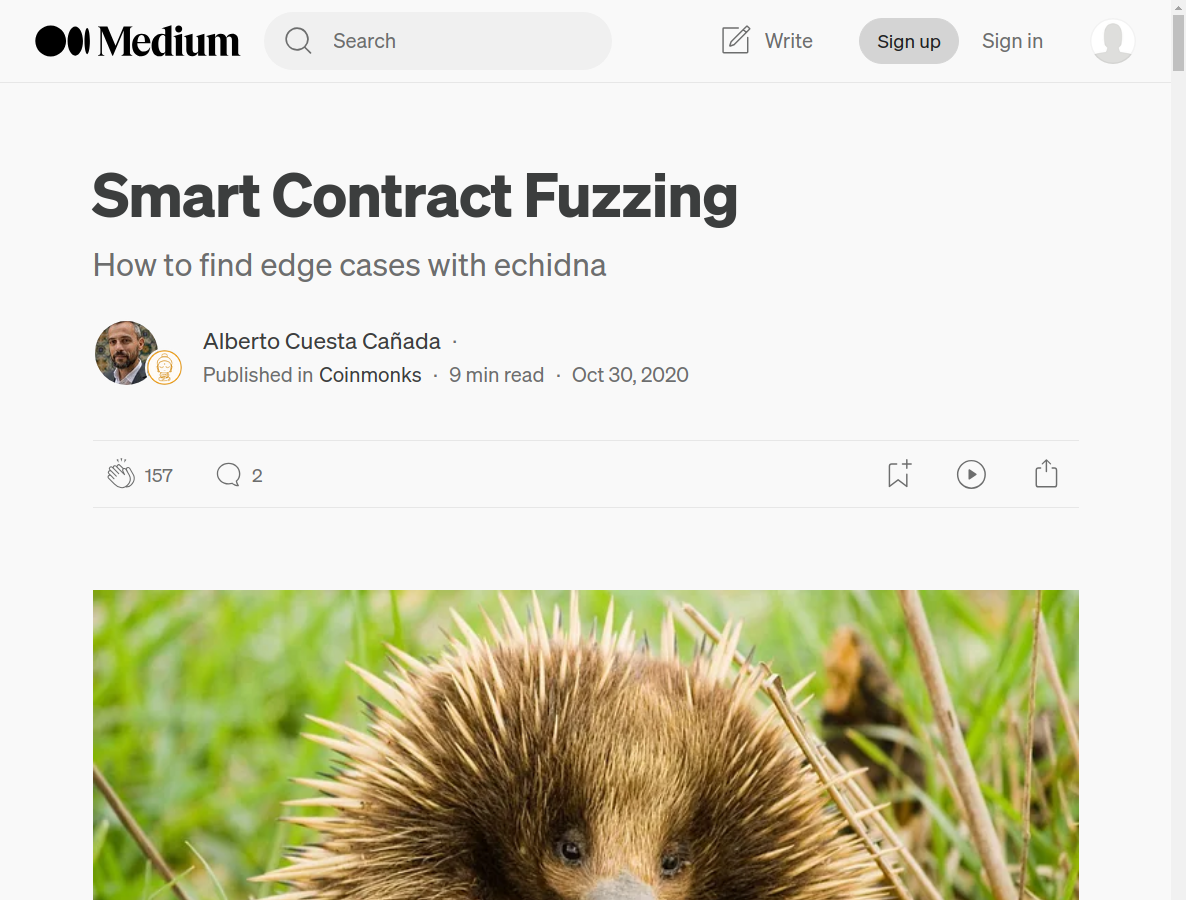 Medium
Search
Write
Sign up
Sign in
Smart Contract Fuzzing
How to find edge cases with echidna
Alberto Cuesta Cañada ·
Published in Coinmonks · 9 min read · Oct 30, 2020
157
2